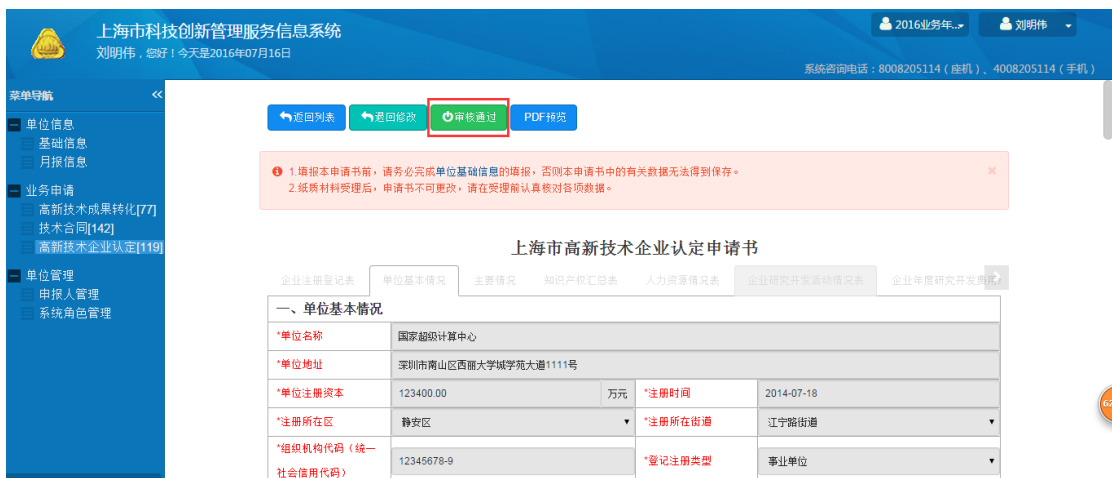 上海市科技创新管理服务信息系统
刘明伟，您好！今天是2016年07月16日
2016业务年..
刘明伟
系统咨询电话：8008205114（座机）、4008205114（手机）
菜单导航
单位信息
基础信息
月报信息
业务申请
高新技术成果转化[77]
技术合同[142]
高新技术企业认定[119]
单位管理
申报人管理
系统角色管理
返回列表 退回修改 审核通过 PDF预览
1.填报本申请书前，请务必完成单位基础信息的填报，否则本申请书中的有关数据无法得到保存。
2.纸质材料受理后，申请书不可更改，请在受理前认真核对各项数据。
上海市高新技术企业认定申请书
企业注册登记表 单位基本情况 主要情况 知识产权汇总表 人力资源情况表 企业研究开发活动情况表 企业年度研究开发费用
一、单位基本情况
*单位名称 国家超级计算中心
*单位地址 深圳市南山区西丽大学城学苑大道1111号
*单位注册资本 123400.00 万元 *注册时间 2014-07-18
*注册所在区 静安区 *注册所在街道 江宁路街道
*组织机构代码（统一
社会信用代码） 12345678-9 *登记注册类型 事业单位
62